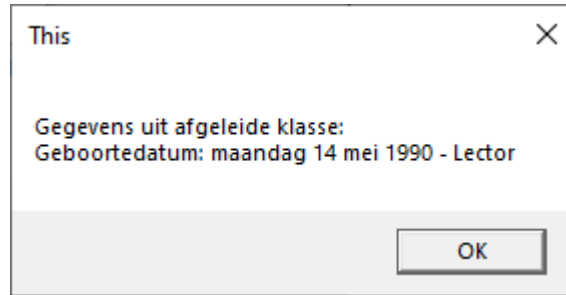 This
Gegevens uit afgeleide klasse:
Geboortedatum: maandag 14 mei 1990 - Lector
OK